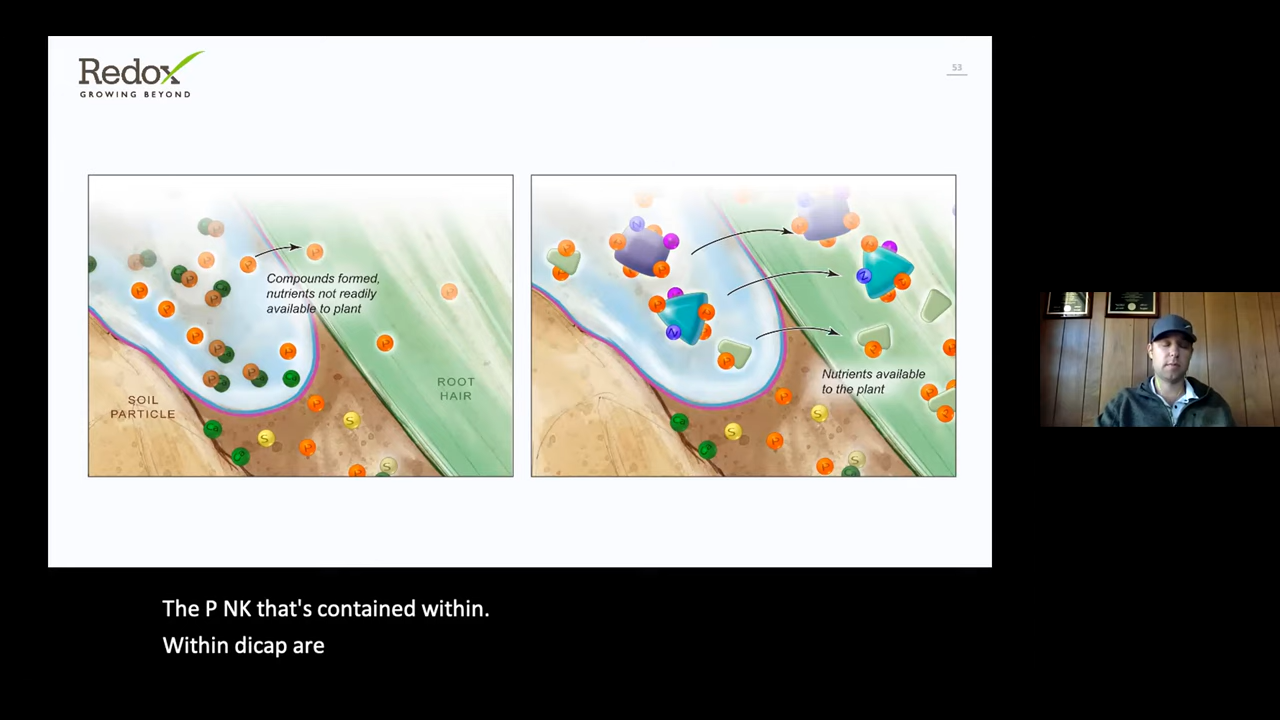 Redox
GROWING BEYOND
53
Compounds formed,
nutrients not readily
available to plant
SOIL
PARTICLE
ROOT
HAIR
P
P
P
P
P
P
P
S
P
S
P
S
N
N
N
Nutrients available
to the plant
P
S
S
P
P
S
The P NK that's contained within.
Within dicap are